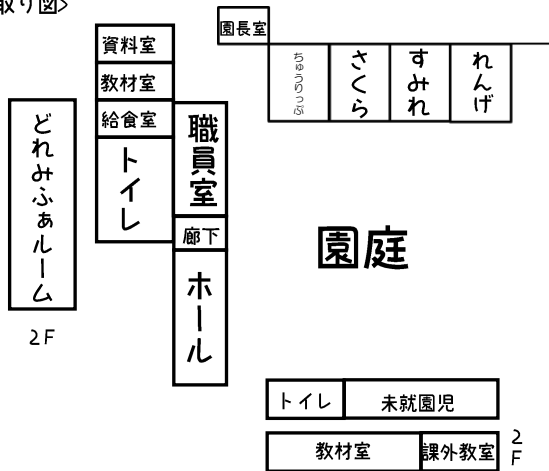 取り図>
園長室
資料室
教材室
給食室
トイレ
職員室
廊下
ホール
どれみふぁルーム
2F
ちゅうりっぷ
さくら
すみれ
れんげ
園庭
トイレ
未就園児
教材室
課外教室
2F